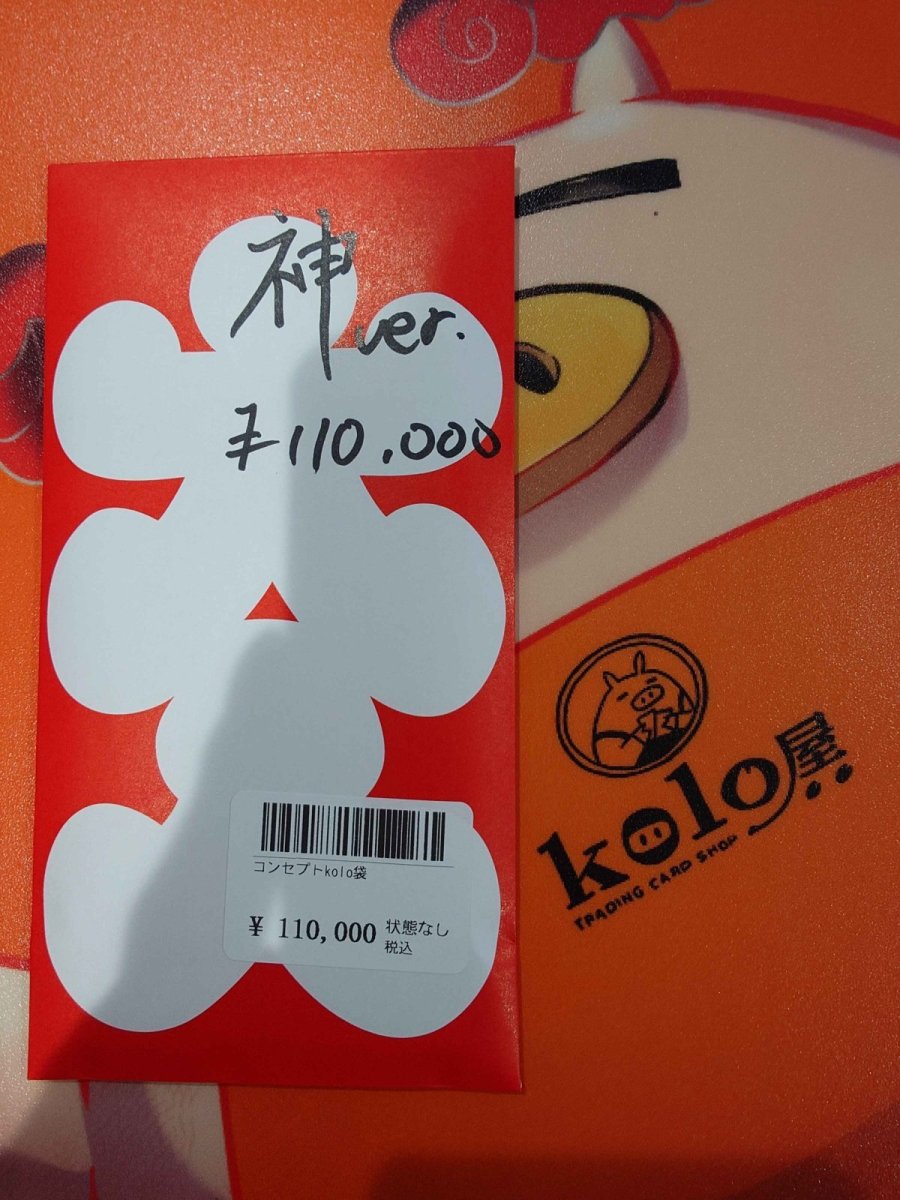 神ver.
¥110.000
コンセプトkolo袋
¥ 110,000 状態なし
税込
kolo屋
TRADING CARD SHOP